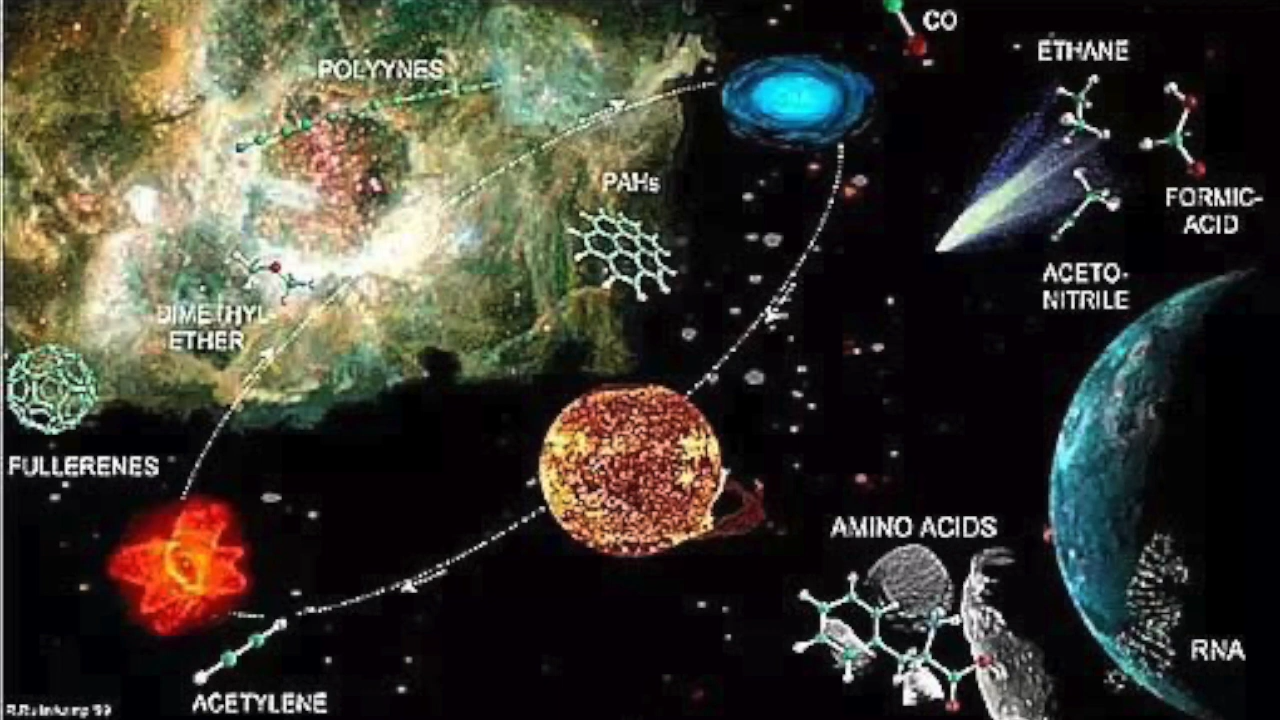 CO
ETHANE
POLYYNES
PAHs
FORMIC-
ACID
ACETO-
NITRILE
DIMETHYL-
ETHER
FULLERENES
AMINO ACIDS
RNA
ACETYLENE